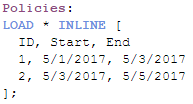 Policies:
LOAD * INLINE [
  ID, Start, End
  1, 5/1/2017, 5/3/2017
  2, 5/3/2017, 5/5/2017
];